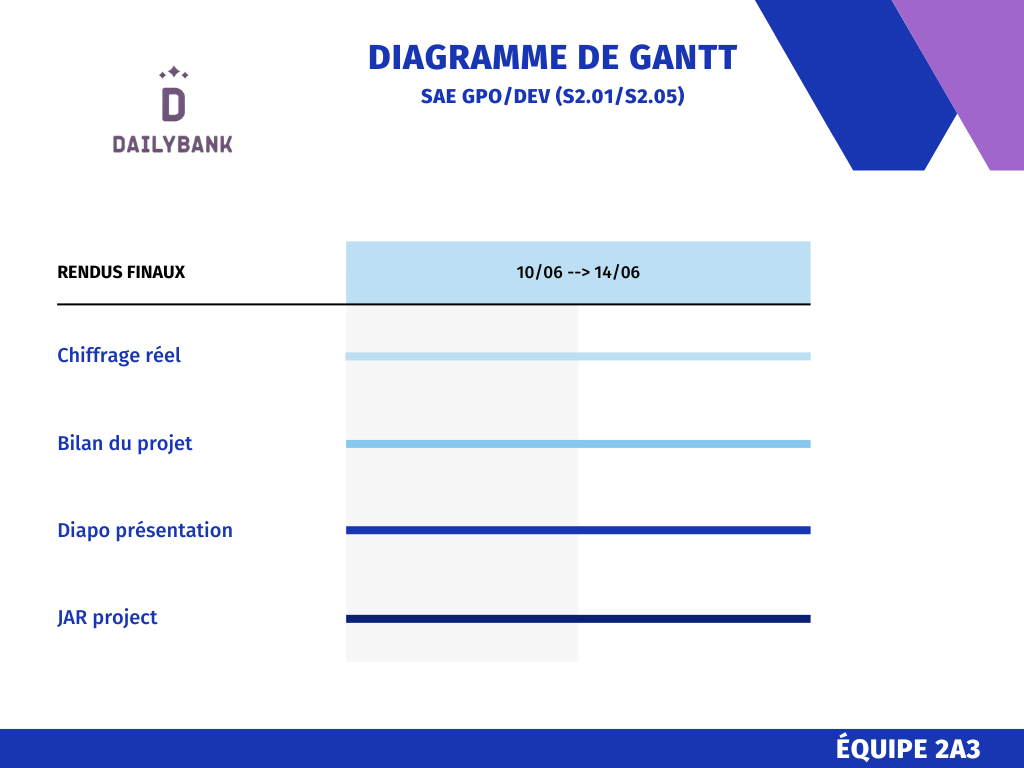 DIAGRAMME DE GANTT
SAE GPO/DEV (S2.01/S2.05)
D
DAILYBANK
RENDUS FINAUX
10/06 --> 14/06
Chiffrage réel
Bilan du projet
Diapo présentation
JAR project
ÉQUIPE 2A3